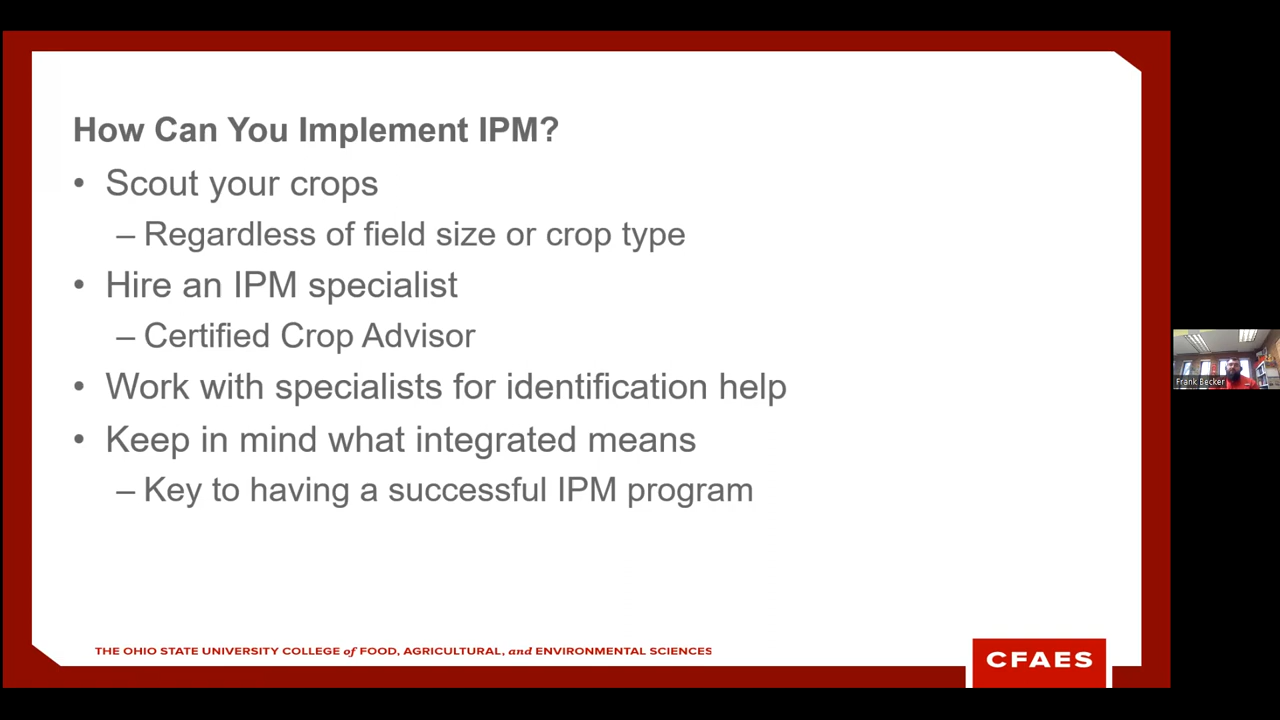 How Can You Implement IPM?
• Scout your crops
– Regardless of field size or crop type
• Hire an IPM specialist
– Certified Crop Advisor
• Work with specialists for identification help
• Keep in mind what integrated means
– Key to having a successful IPM program
Frank Becker
THE OHIO STATE UNIVERSITY COLLEGE of FOOD, AGRICULTURAL, and ENVIRONMENTAL SCIENCES
CFAES